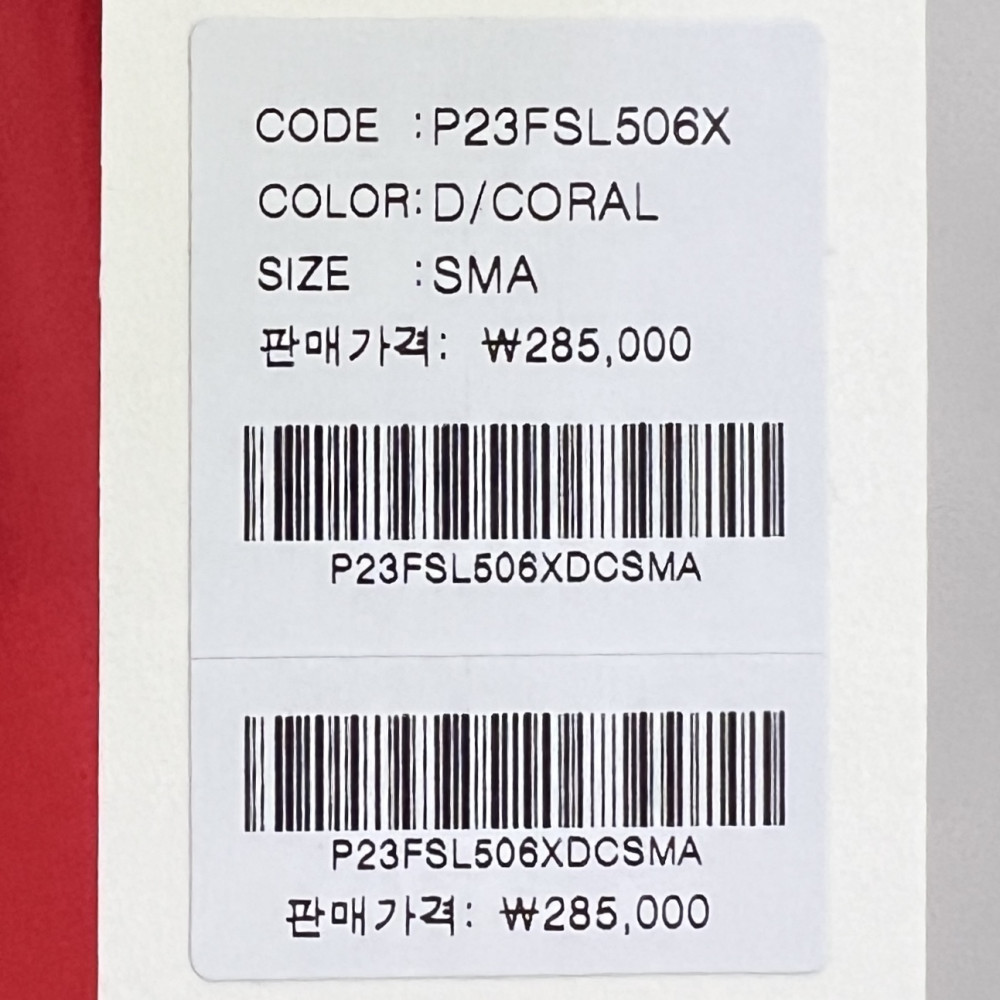 CODE :P23FSL506X
COLOR:D/CORAL
SIZE :SMA
판매가격: ₩285,000
P23FSL506XDCSMA
P23FSL506XDCSMA
판매가격: ₩285,000